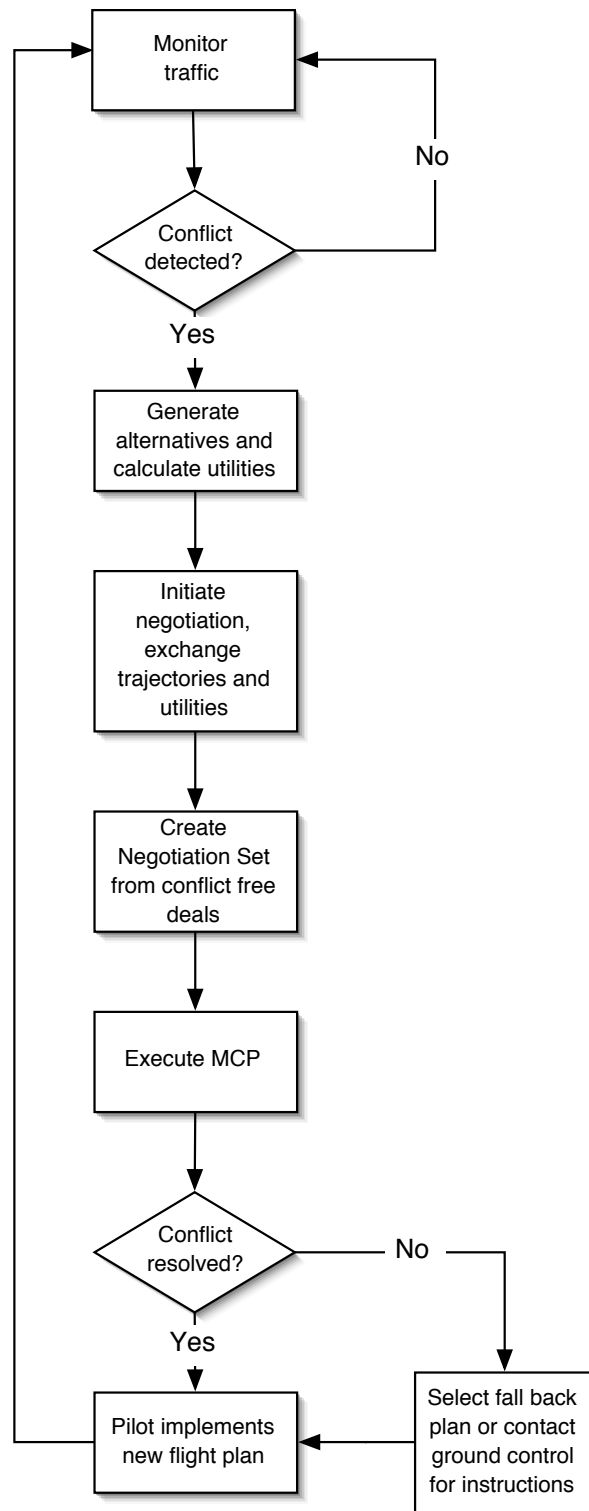 Monitor
traffic
No
Conflict
detected?
Yes
Generate
alternatives and
calculate utilities
Initiate
negotiation,
exchange
trajectories and
utilities
Create
Negotiation Set
from conflict free
deals
Execute MCP
Conflict
resolved?
No
Yes
Pilot implements
new flight plan
Select fall back
plan or contact
ground control
for instructions